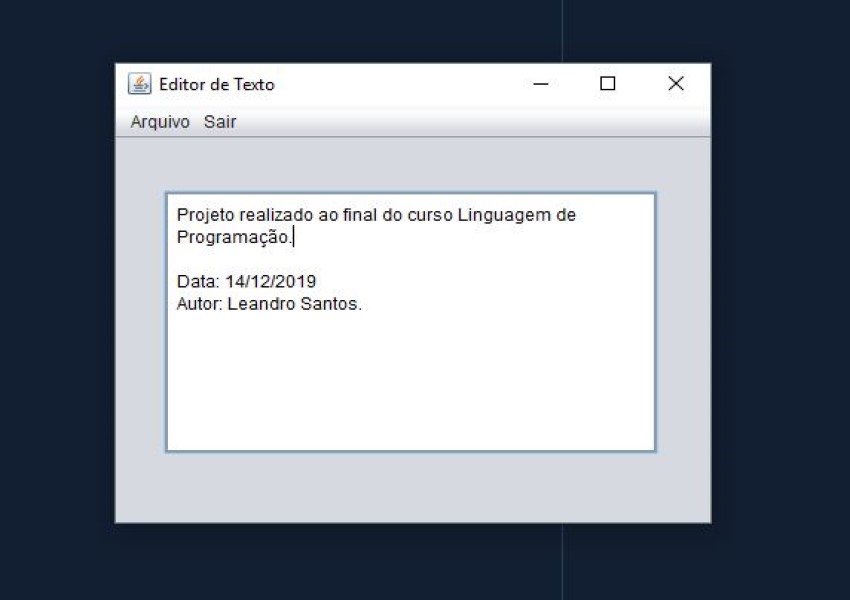 Editor de Texto
Arquivo Sair
Projeto realizado ao final do curso Linguagem de
Programação.
Data: 14/12/2019
Autor: Leandro Santos.